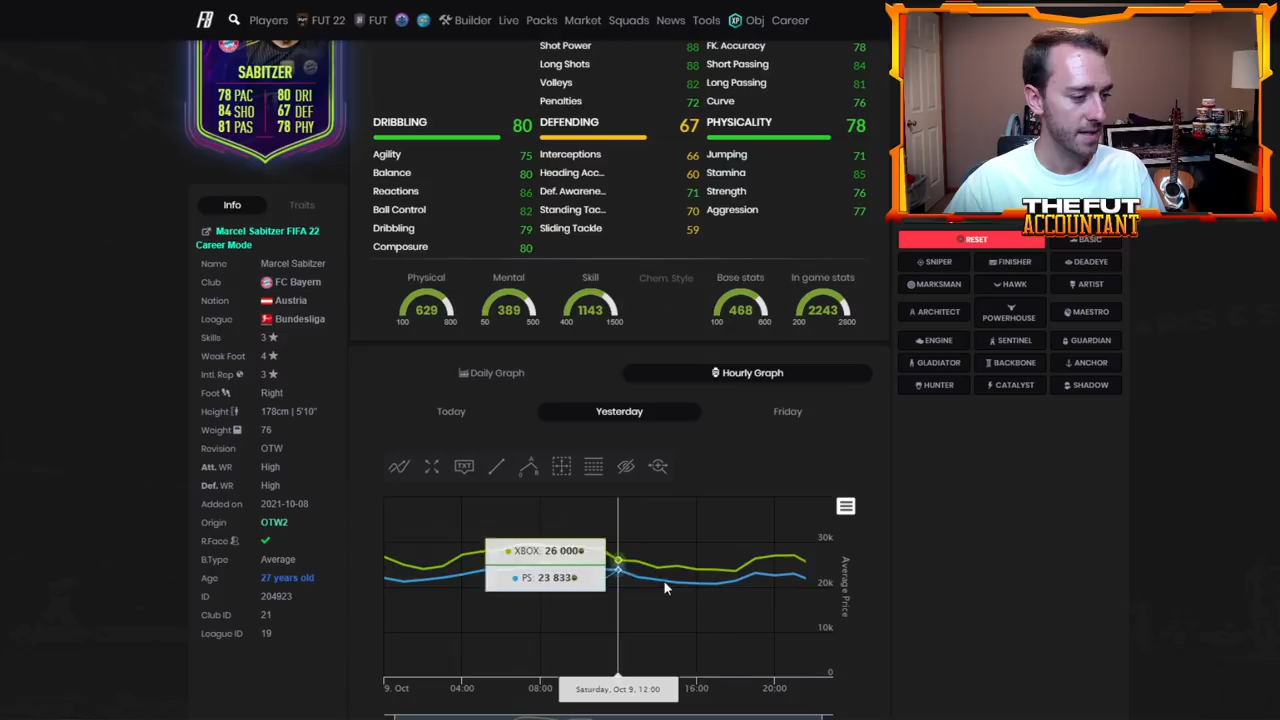 FB Players FUT 22 FUT Builder Live Packs Market Squads News Tools XP Obj Career
SABITZER
78 PAC 80 DRI
84 SHO 67 DEF
81 PAS 78 PHY
Shot Power 88 FK. Accuracy 78
Long Shots 88 Short Passing 84
Volleys 82 Long Passing 81
Penalties 72 Curve 76
DRIBBLING 80 DEFENDING 67 PHYSICALITY 78
Agility 75 Interceptions 66 Jumping 71
Balance 80 Heading Acc... 60 Stamina 85
Reactions 86 Def. Awarene... 71 Strength 76
Ball Control 82 Standing Tac... 70 Aggression 77
Dribbling 79 Sliding Tackle 59
Composure 80
Physical Mental Skill Chem. Style Base stats In game stats
629 389 1143 468 2243
100 800 50 500 400 1500 100 600 200 2800
Info Traits
Marcel Sabitzer FIFA 22
Career Mode
Name Marcel Sabitzer
Club FC Bayern
Nation Austria
League Bundesliga
Skills 3★
Weak Foot 4★
Intl. Rep 3★
Foot Right
Height 178cm | 5'10"
Weight 76
Revision OTW
Att. WR High
Def. WR High
Added on 2021-10-08
Origin OTW2
R.Face
B.Type Average
Age 27 years old
ID 204923
Club ID 21
League ID 19
Daily Graph Hourly Graph
Today Yesterday Friday
TXT
XBOX: 26 000
PS: 23 833
30k
20k
10k
0
Average Price
9. Oct 04:00 08:00 Saturday, Oct 9, 12:00 16:00 20:00
THE FUT
ACCOUNTANT
RESET BASIC
SNIPER FINISHER DEADEYE
MARKSMAN HAWK ARTIST
ARCHITECT POWERHOUSE MAESTRO
ENGINE SENTINEL GUARDIAN
GLADIATOR BACKBONE ANCHOR
HUNTER CATALYST SHADOW